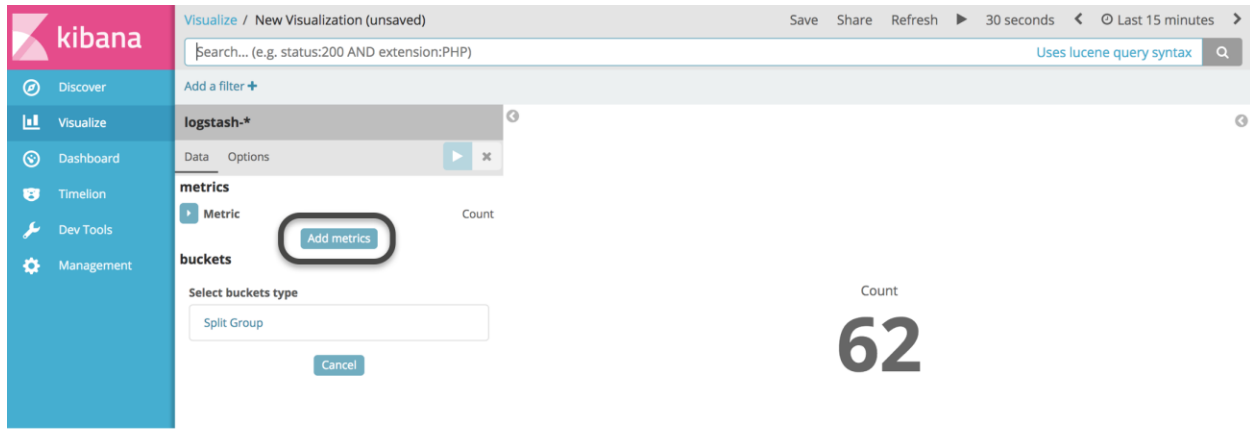 kibana
Discover
Visualize
Dashboard
Timelion
Dev Tools
Management
Visualize / New Visualization (unsaved)
Save Share Refresh 30 seconds Last 15 minutes
Search... (e.g. status:200 AND extension:PHP) Uses lucene query syntax
Add a filter +
logstash-*
Data Options
metrics
Metric Count
Add metrics
buckets
Select buckets type
Split Group
Cancel
Count
62